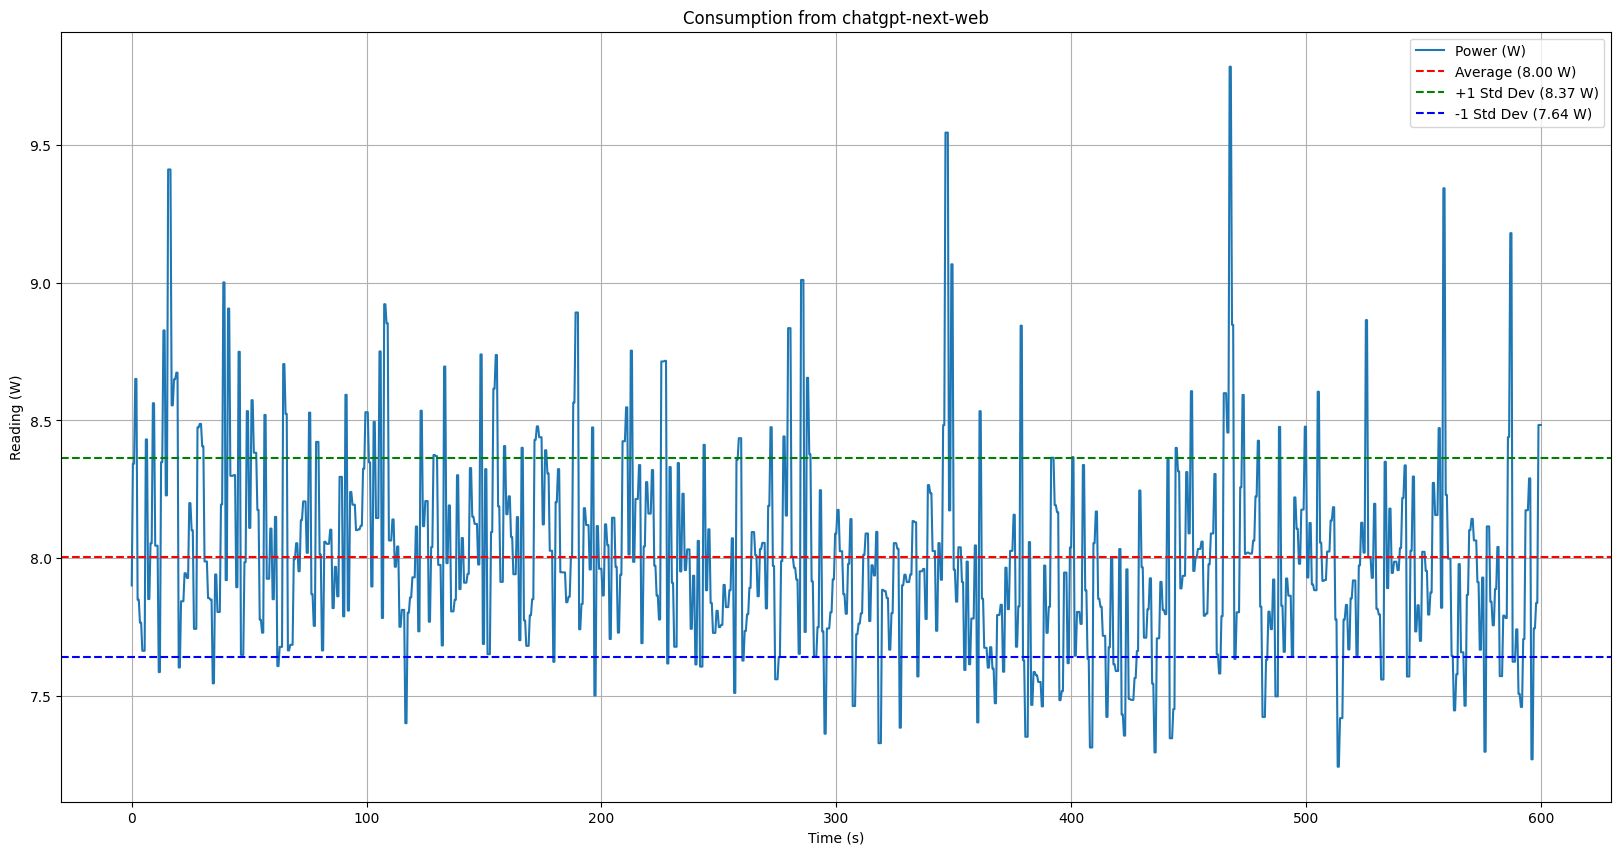 Consumption from chatgpt-next-web
Power (W)
Average (8.00 W)
+1 Std Dev (8.37 W)
-1 Std Dev (7.64 W)
Reading (W)
9.5
9.0
8.5
8.0
7.5
0 100 200 300 400 500 600
Time (s)